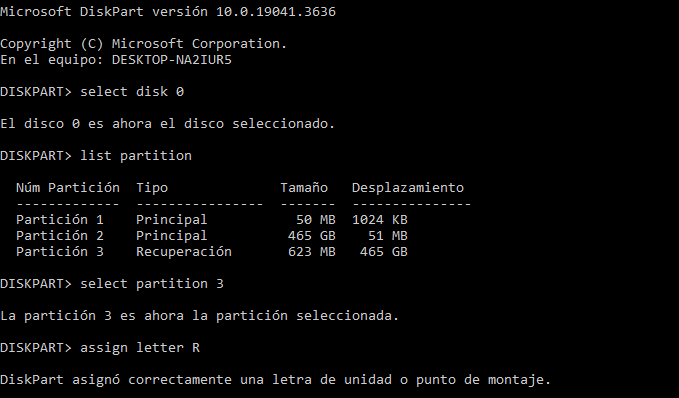 Microsoft DiskPart versión 10.0.19041.3636
Copyright (C) Microsoft Corporation.
En el equipo: DESKTOP-NA2IUR5
DISKPART> select disk 0
El disco 0 es ahora el disco seleccionado.
DISKPART> list partition
Núm Partición  Tipo              Tamaño   Desplazamiento
-------------  ----------------  -------  ---------------
Partición 1    Principal           50 MB  1024 KB
Partición 2    Principal          465 GB    51 MB
Partición 3    Recuperación       623 MB   465 GB
DISKPART> select partition 3
La partición 3 es ahora la partición seleccionada.
DISKPART> assign letter R
DiskPart asignó correctamente una letra de unidad o punto de montaje.